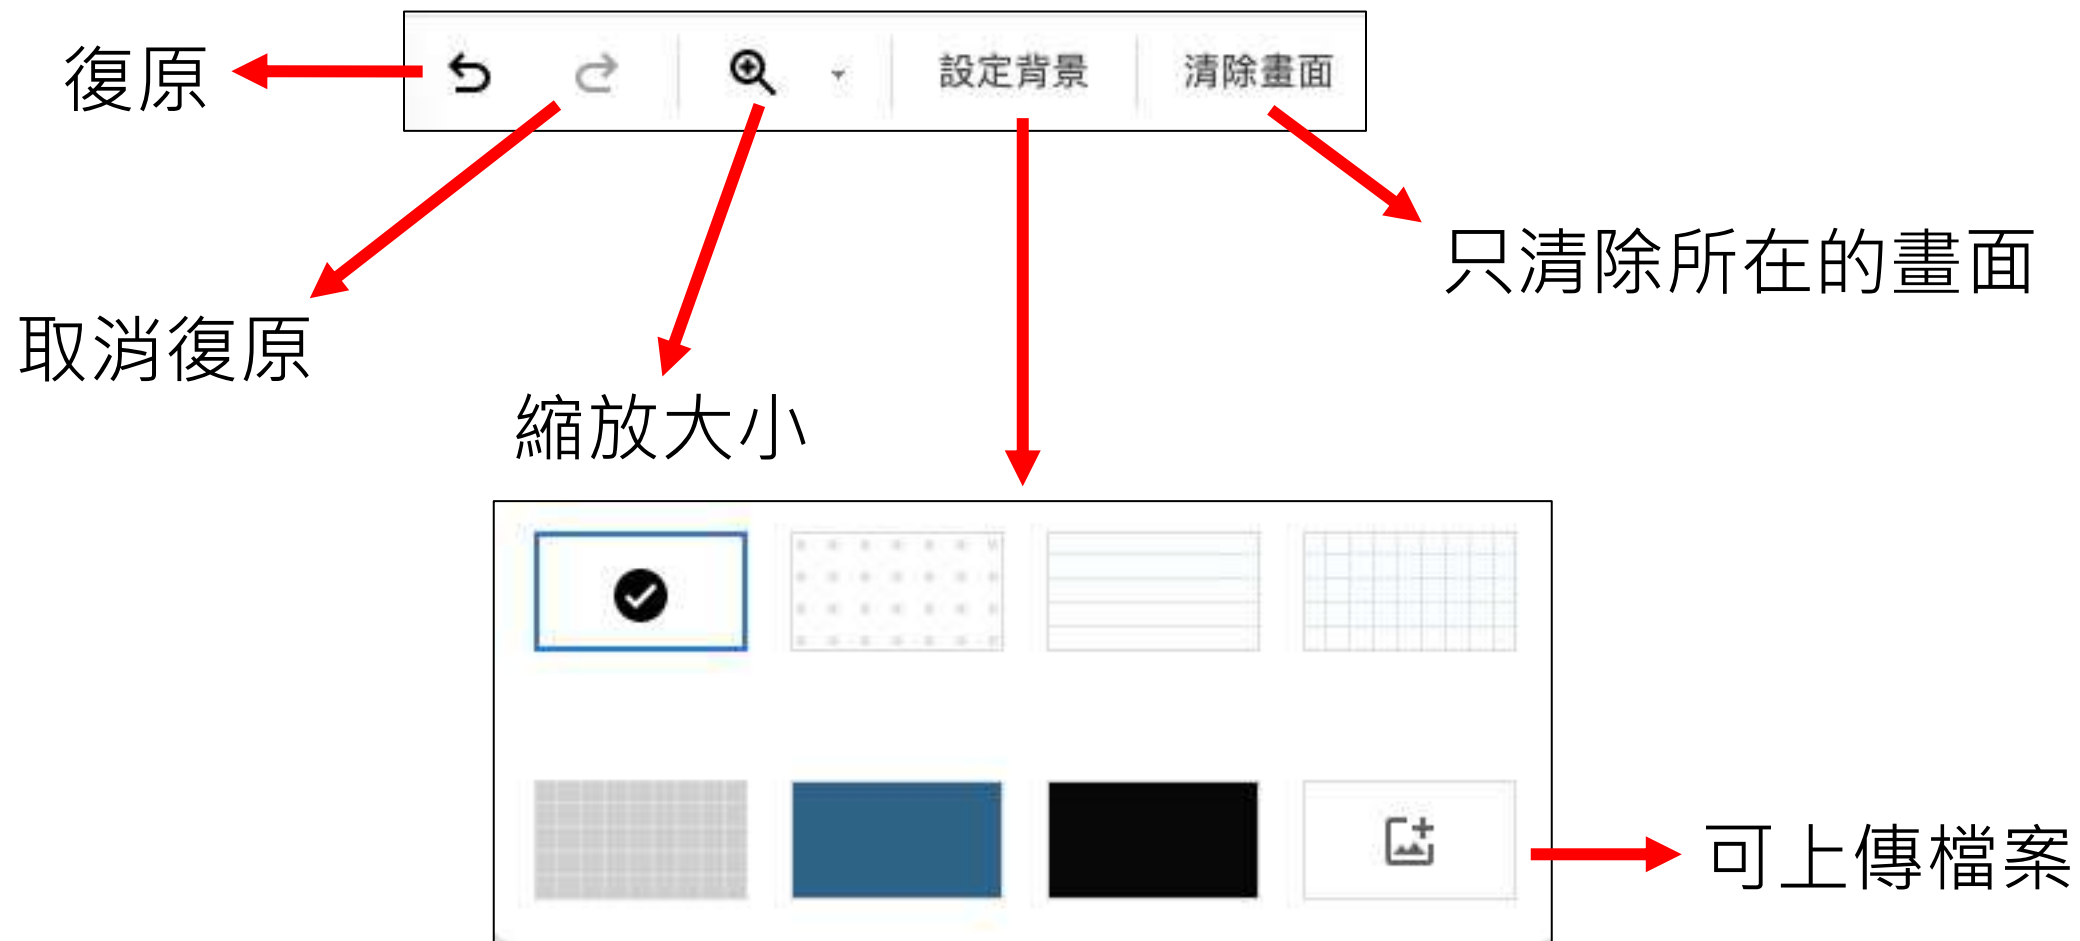 復原
設定背景
清除畫面
只清除所在的畫面
取消復原
縮放大小
可上傳檔案